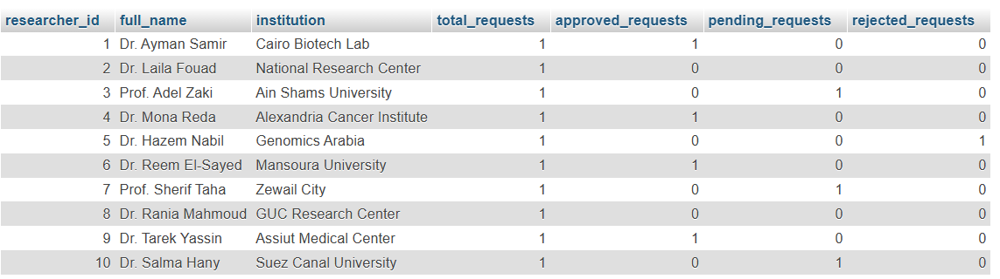 researcher_id full_name institution total_requests approved_requests pending_requests rejected_requests
1 Dr. Ayman Samir Cairo Biotech Lab 1 1 0 0
2 Dr. Laila Fouad National Research Center 1 0 0 0
3 Prof. Adel Zaki Ain Shams University 1 0 1 0
4 Dr. Mona Reda Alexandria Cancer Institute 1 1 0 0
5 Dr. Hazem Nabil Genomics Arabia 1 0 0 1
6 Dr. Reem El-Sayed Mansoura University 1 1 0 0
7 Prof. Sherif Taha Zewail City 1 0 1 0
8 Dr. Rania Mahmoud GUC Research Center 1 0 0 0
9 Dr. Tarek Yassin Assiut Medical Center 1 1 0 0
10 Dr. Salma Hany Suez Canal University 1 0 1 0